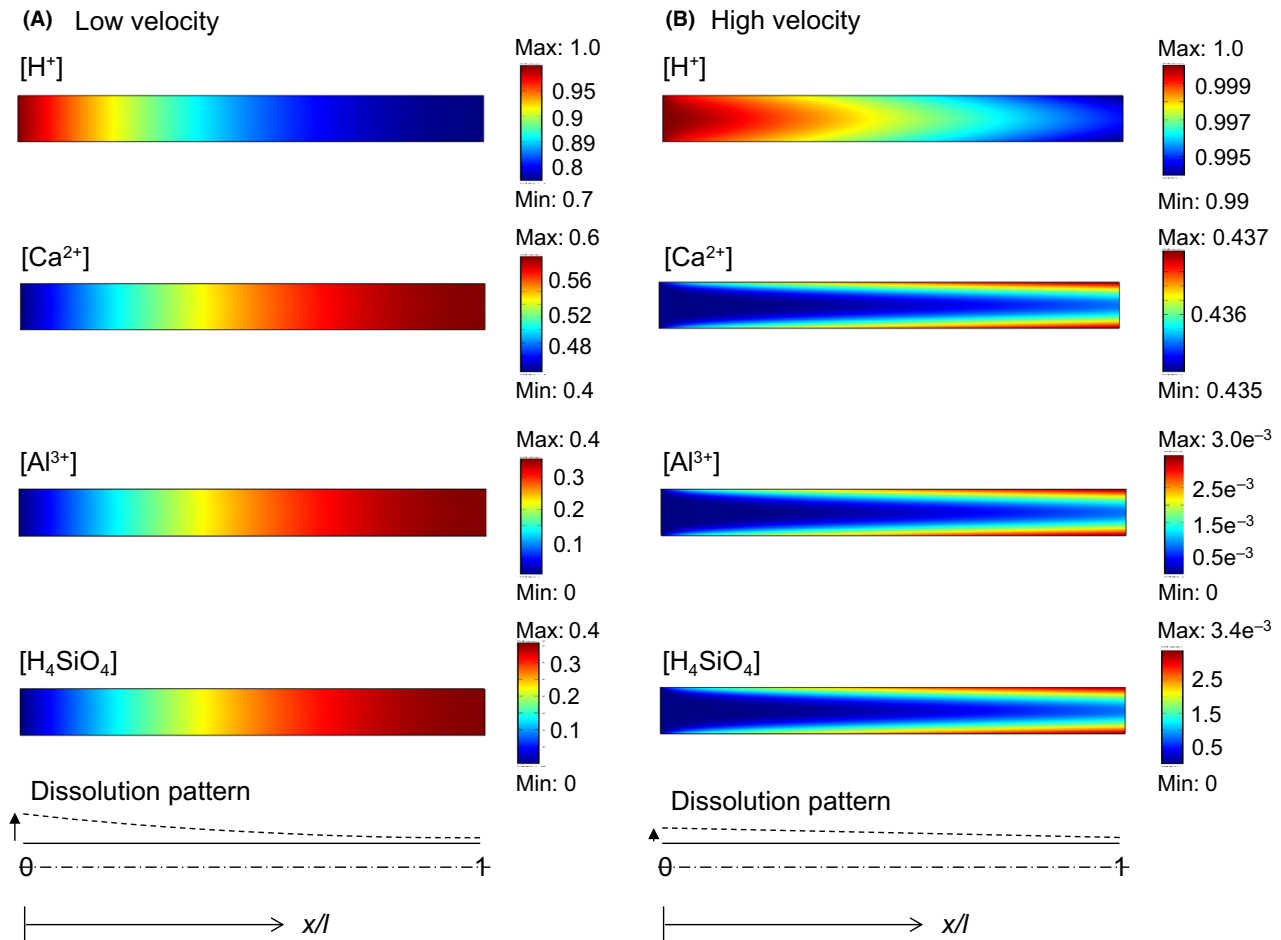 (A) Low velocity
[H⁺]
Max: 1.0
0.95
0.9
0.89
0.8
Min: 0.7
[Ca²⁺]
Max: 0.6
0.56
0.52
0.48
Min: 0.4
[Al³⁺]
Max: 0.4
0.3
0.2
0.1
Min: 0
[H₄SiO₄]
Max: 0.4
0.3
0.2
0.1
Min: 0
Dissolution pattern
0 1
x/l
(B) High velocity
[H⁺]
Max: 1.0
0.999
0.997
0.995
Min: 0.99
[Ca²⁺]
Max: 0.437
0.436
Min: 0.435
[Al³⁺]
Max: 3.0e⁻³
2.5e⁻³
1.5e⁻³
0.5e⁻³
Min: 0
[H₄SiO₄]
Max: 3.4e⁻³
2.5
1.5
0.5
Min: 0
Dissolution pattern
0 1
x/l